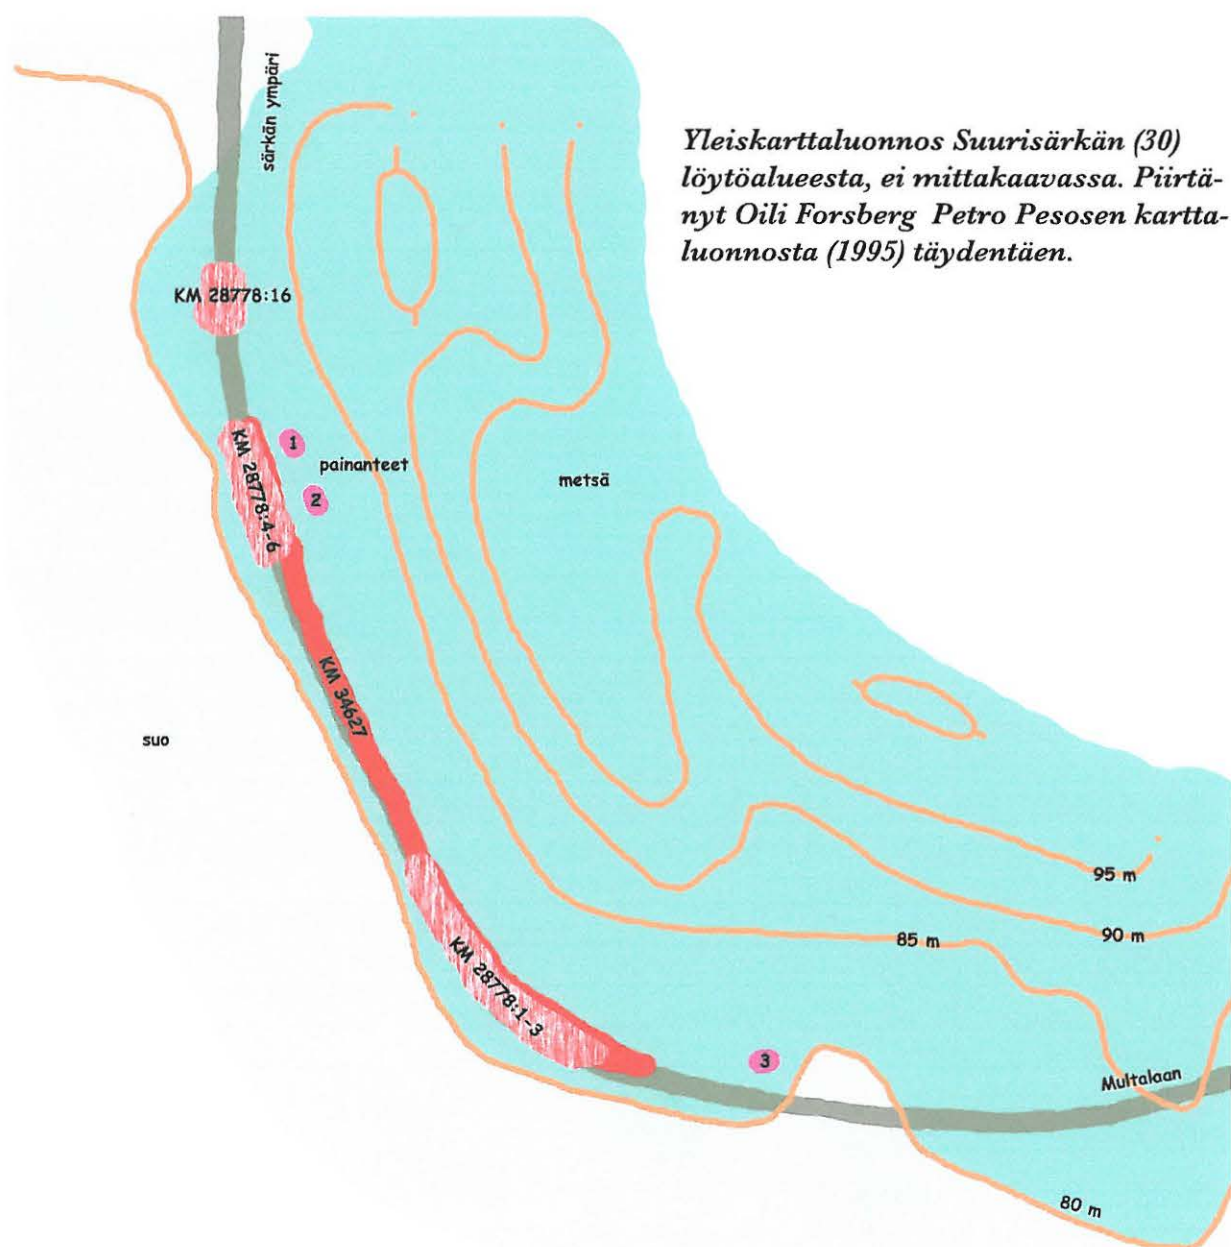 särkän ympäri
Yleiskarttaluonnos Suurisärkän (30)
löytöalueesta, ei mittakaavassa. Piirtä-
nyt Oili Forsberg Petro Pesosen kartta-
luonnosta (1995) täydentäen.
KM 28778:16
KM 28778:4-6
1
painanteet
2
metsä
KM 34627
suo
95 m
90 m
85 m
KM 28778:1-3
3
Multalaan
80 m